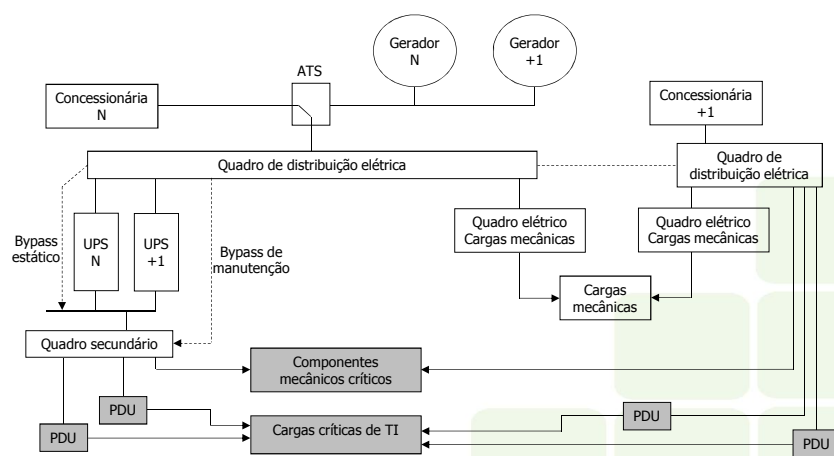 Gerador
N
Gerador
+1
ATS
Concessionária
N
Concessionária
+1
Quadro de distribuição elétrica
Quadro de
distribuição elétrica
Bypass
estático
UPS
N
UPS
+1
Bypass de
manutenção
Quadro elétrico
Cargas mecânicas
Quadro elétrico
Cargas mecânicas
Cargas
mecânicas
Quadro secundário
Componentes
mecânicos críticos
PDU
PDU
Cargas críticas de TI
PDU
PDU